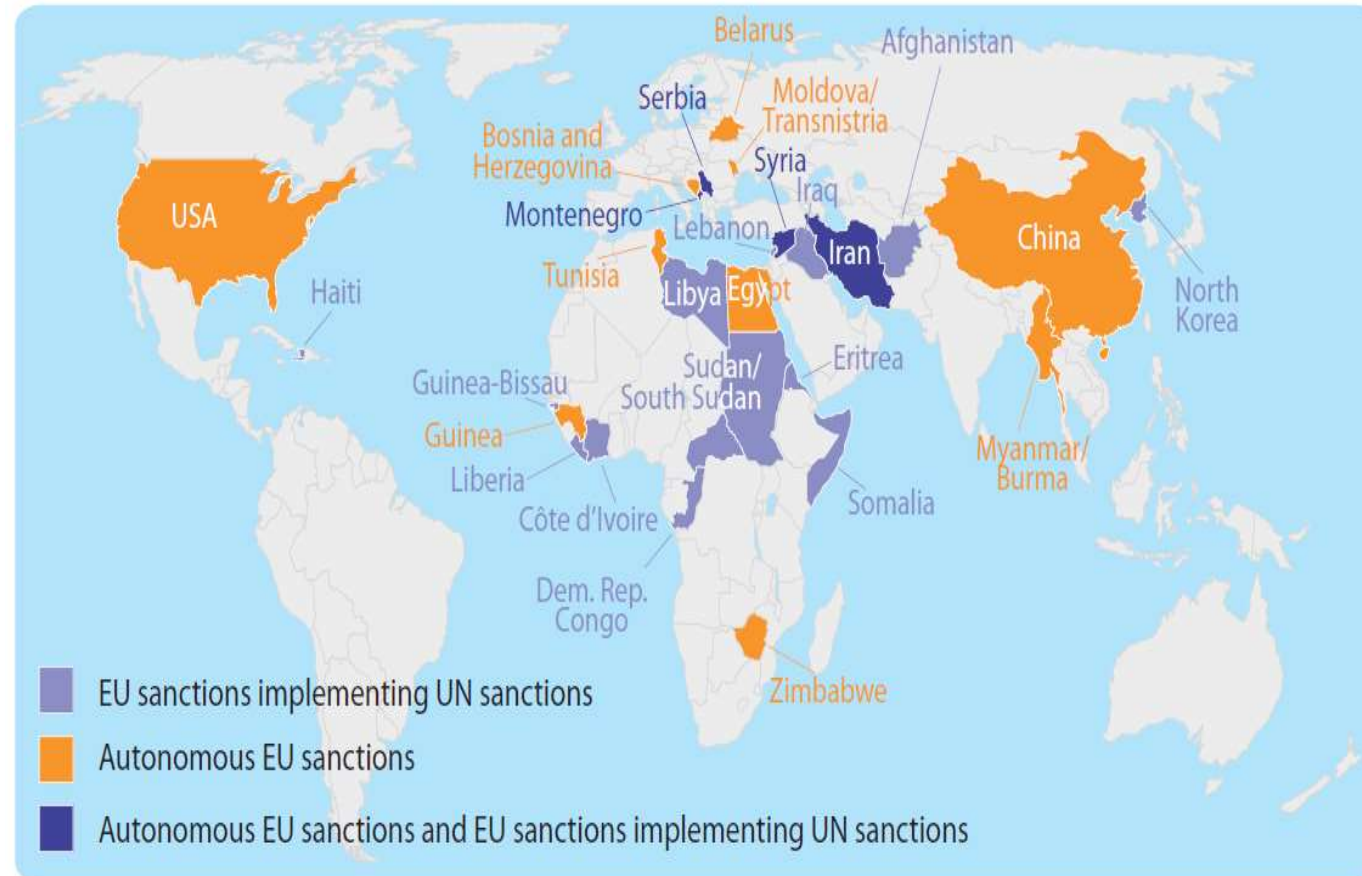 Belarus
Afghanistan
Serbia
Moldova/
Transnistria
Bosnia and
Herzegovina
Syria
Iraq
USA
Montenegro
Lebanon
Iran
China
Tunisia
Haiti
Libya
Egypt
North
Korea
Sudan/
South Sudan
Eritrea
Guinea-Bissau
Guinea
Liberia
Myanmar/
Burma
Somalia
Côte d'Ivoire
Dem. Rep.
Congo
Zimbabwe
EU sanctions implementing UN sanctions
Autonomous EU sanctions
Autonomous EU sanctions and EU sanctions implementing UN sanctions